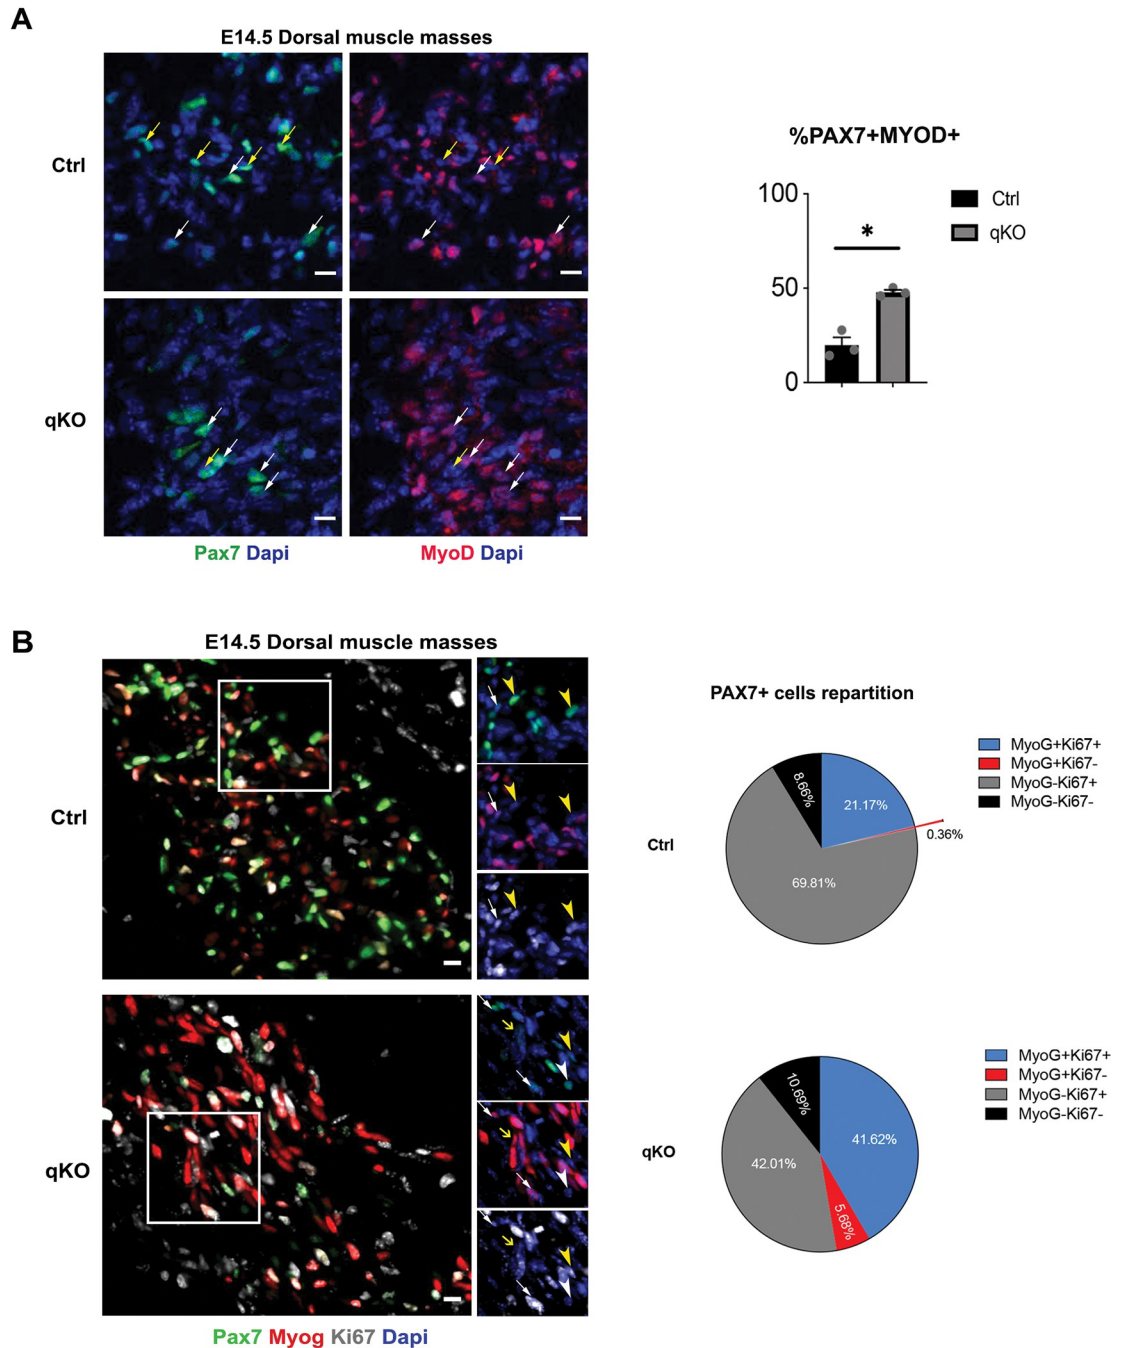 A
E14.5 Dorsal muscle masses
Ctrl
qKO
Pax7 Dapi
MyoD Dapi
%PAX7+MYOD+
100
50
0
*
Ctrl
qKO
B
E14.5 Dorsal muscle masses
Ctrl
qKO
Pax7 Myog Ki67 Dapi
PAX7+ cells repartition
Ctrl
8.66%
21.17%
0.36%
69.81%
MyoG+Ki67+
MyoG+Ki67-
MyoG-Ki67+
MyoG-Ki67-
qKO
10.69%
41.62%
42.01%
5.68%
MyoG+Ki67+
MyoG+Ki67-
MyoG-Ki67+
MyoG-Ki67-